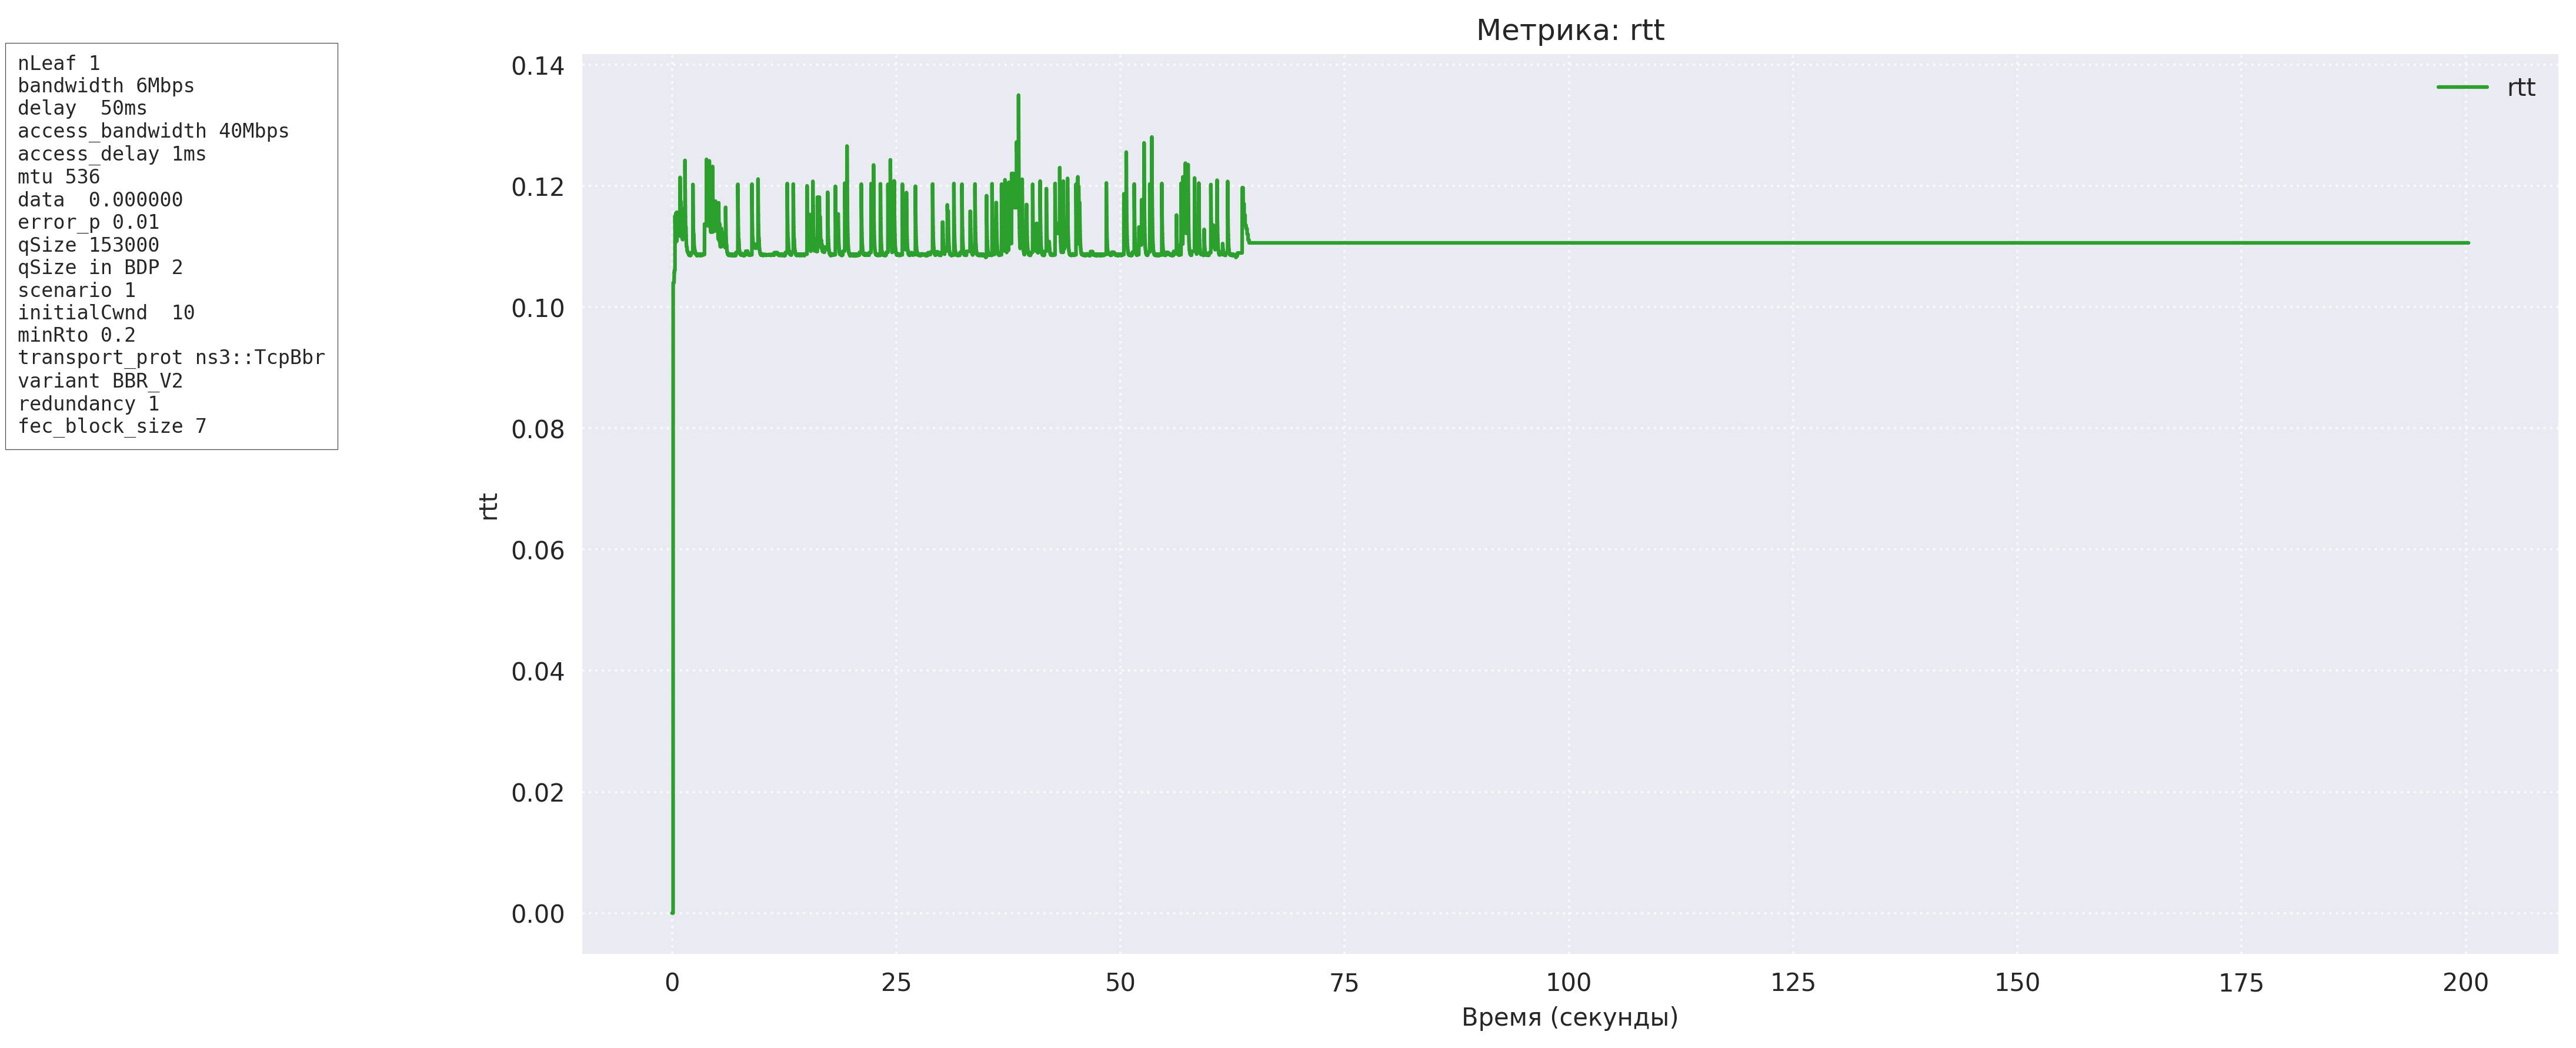 Метрика: rtt
nLeaf 1
bandwidth 6Mbps
delay  50ms
access_bandwidth 40Mbps
access_delay 1ms
mtu 536
data  0.000000
error_p 0.01
qSize 153000
qSize in BDP 2
scenario 1
initialCwnd  10
minRto 0.2
transport_prot ns3::TcpBbr
variant BBR_V2
redundancy 1
fec_block_size 7
rtt
0.14
0.12
0.10
0.08
0.06
0.04
0.02
0.00
rtt
0 25 50 75 100 125 150 175 200
Время (секунды)